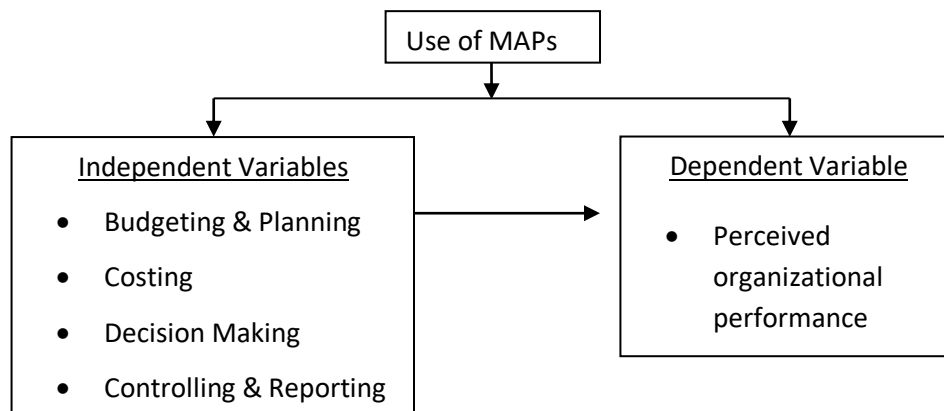 Use of MAPs
Independent Variables
• Budgeting & Planning
• Costing
• Decision Making
• Controlling & Reporting
Dependent Variable
• Perceived
organizational
performance